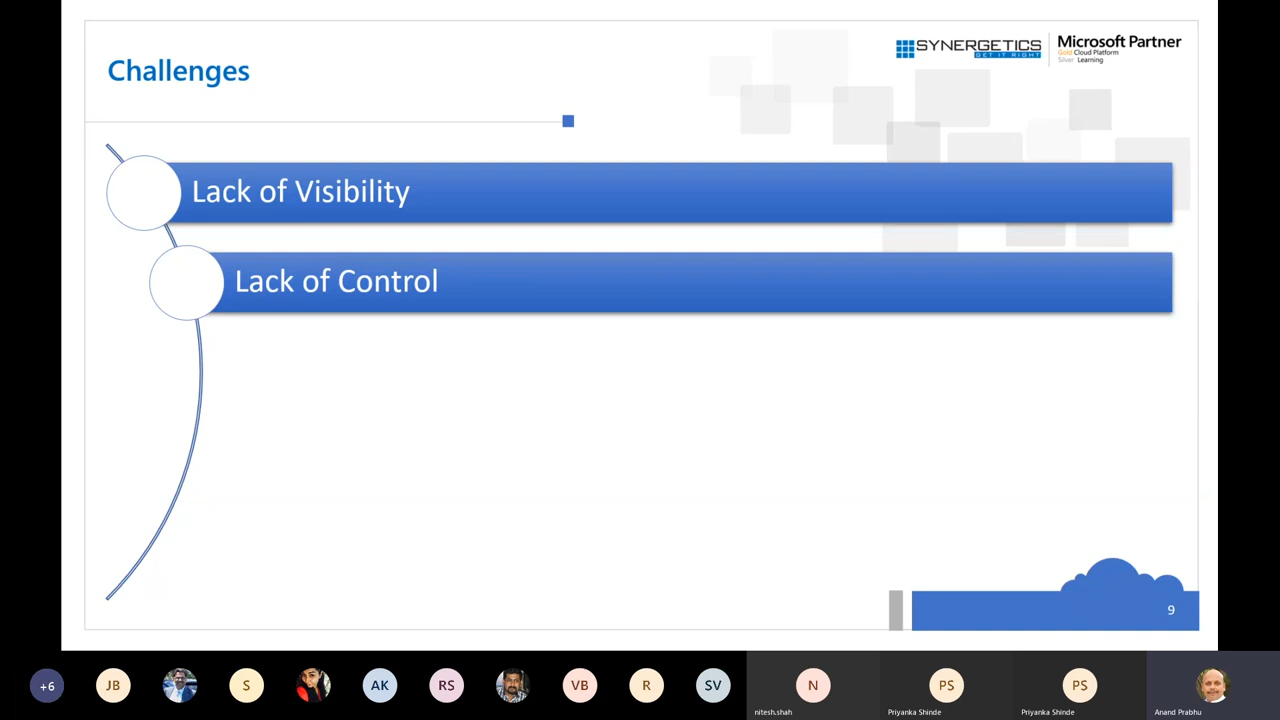 Challenges
SYNERGETICS
GET IT RIGHT
Microsoft Partner
Gold Cloud Platform
Silver Learning
Lack of Visibility
Lack of Control
9
+6
JB
S
AK
RS
VB
R
SV
N
PS
PS
nitesh.shah
Priyanka Shinde
Priyanka Shinde
Anand Prabhu